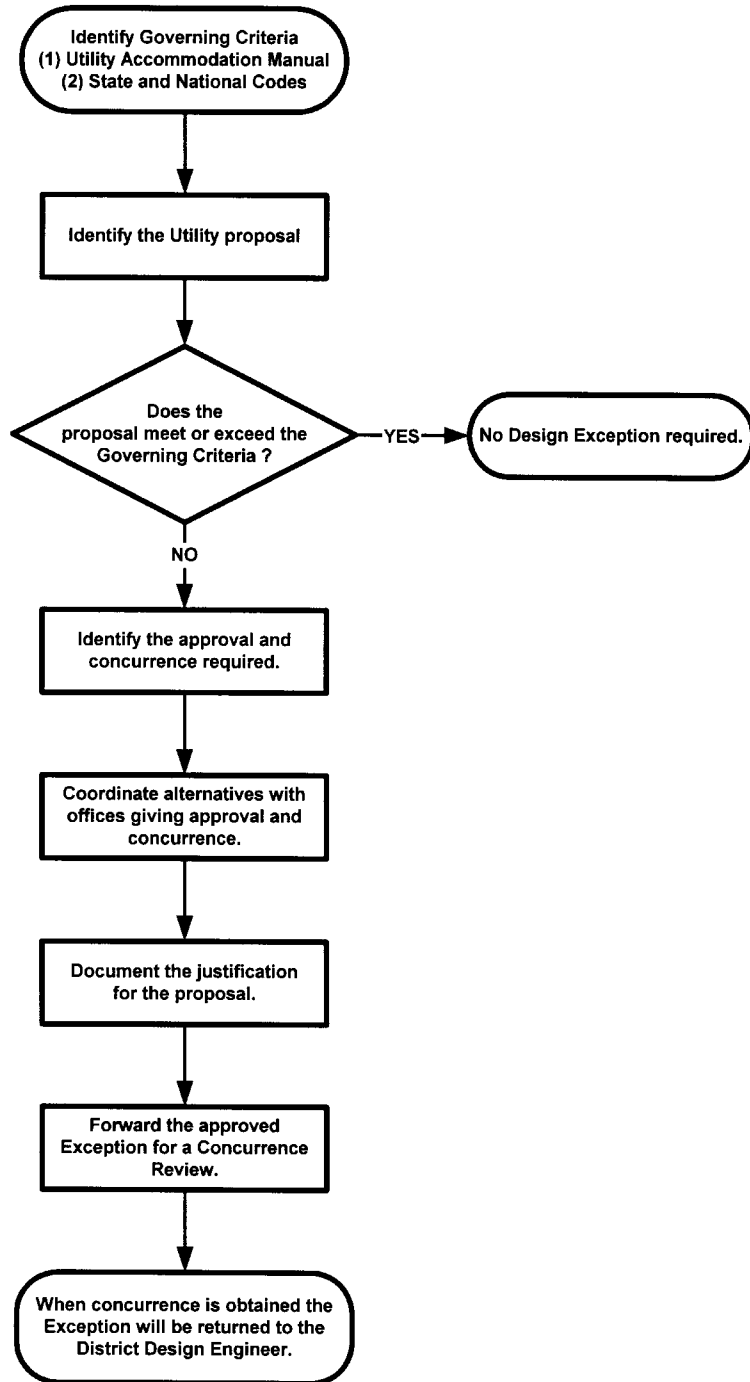 Identify Governing Criteria
(1) Utility Accommodation Manual
(2) State and National Codes
Identify the Utility proposal
Does the
proposal meet or exceed the
Governing Criteria ?
YES
No Design Exception required.
NO
Identify the approval and
concurrence required.
Coordinate alternatives with
offices giving approval and
concurrence.
Document the justification
for the proposal.
Forward the approved
Exception for a Concurrence
Review.
When concurrence is obtained the
Exception will be returned to the
District Design Engineer.